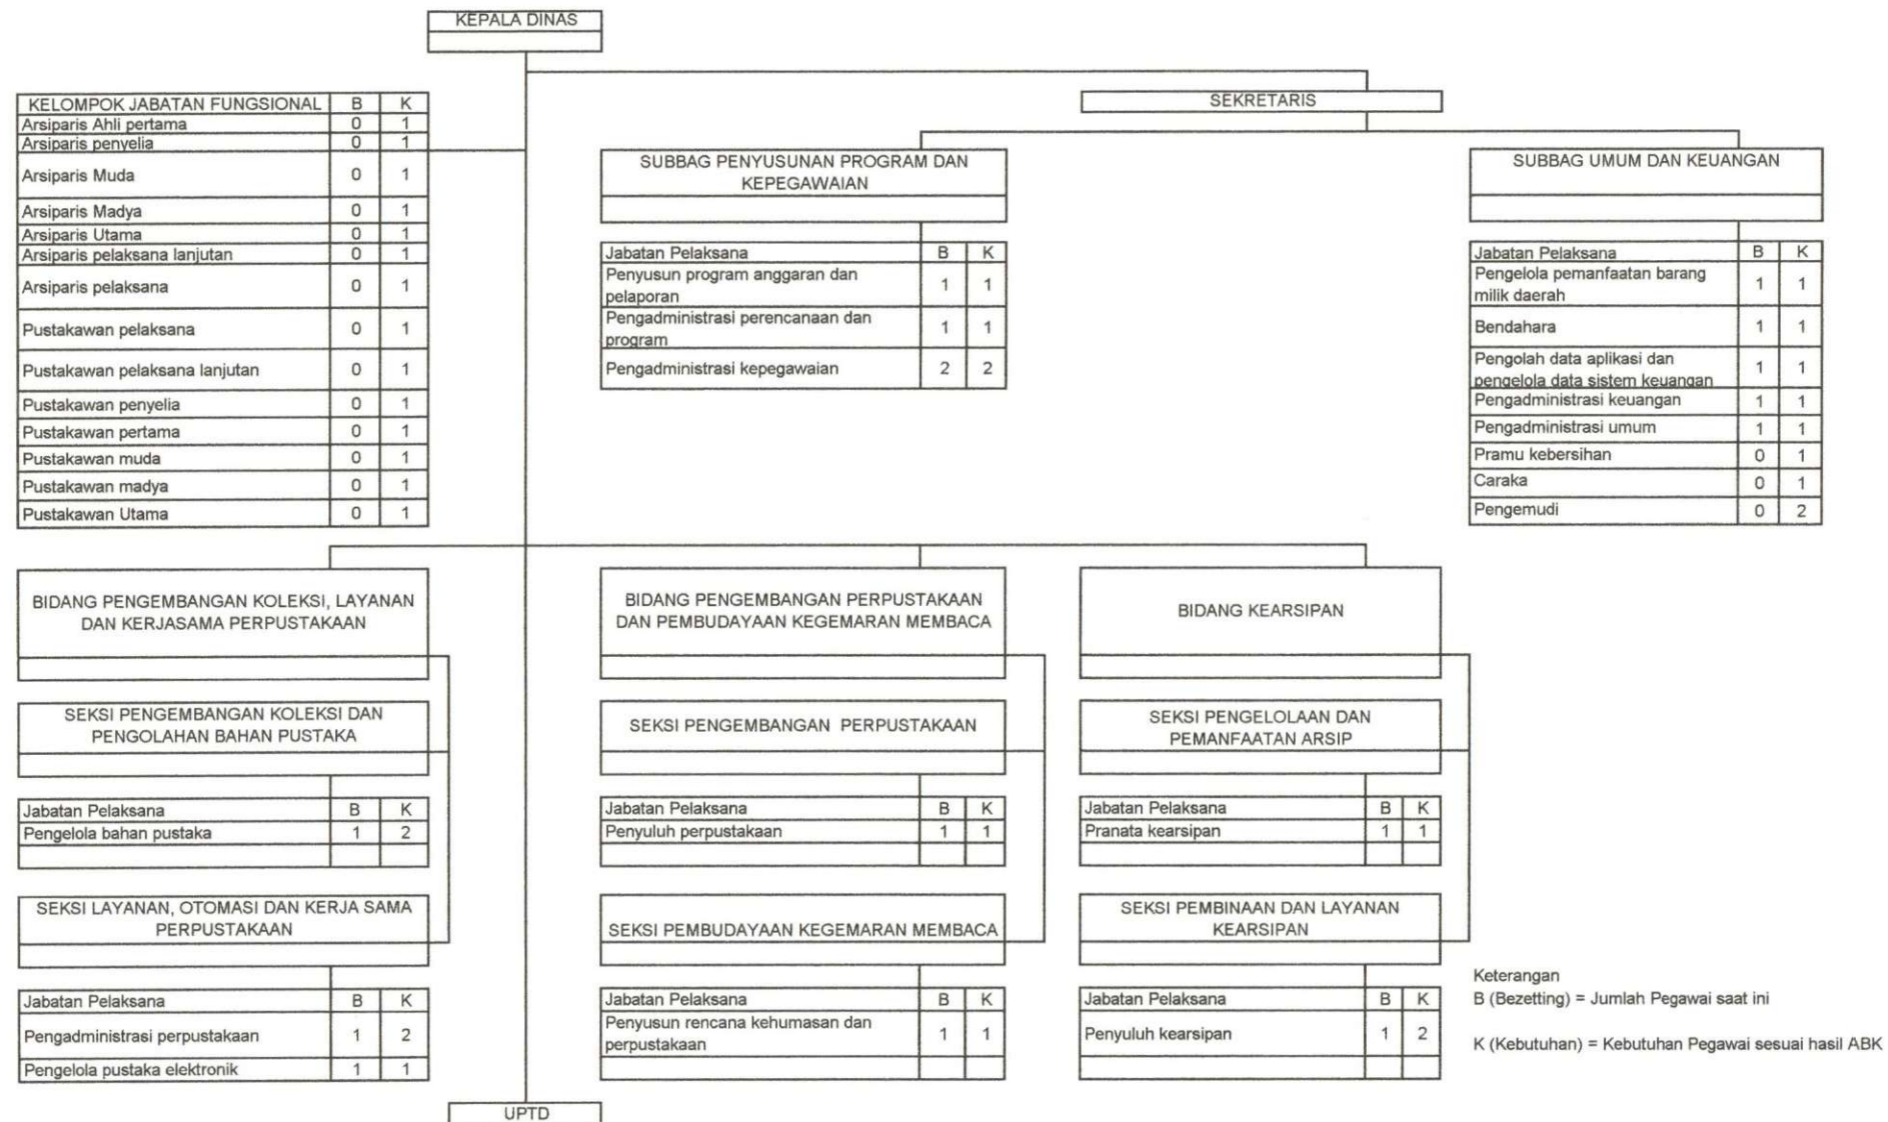 KEPALA DINAS
SEKRETARIS
KELOMPOK JABATAN FUNGSIONAL B K
Arsiparis Ahli pertama 0 1
Arsiparis penyelia 0 1
Arsiparis Muda 0 1
Arsiparis Madya 0 1
Arsiparis Utama 0 1
Arsiparis pelaksana lanjutan 0 1
Arsiparis pelaksana 0 1
Pustakawan pelaksana 0 1
Pustakawan pelaksana lanjutan 0 1
Pustakawan penyelia 0 1
Pustakawan pertama 0 1
Pustakawan muda 0 1
Pustakawan madya 0 1
Pustakawan Utama 0 1
SUBBAG PENYUSUNAN PROGRAM DAN
KEPEGAWAIAN
Jabatan Pelaksana B K
Penyusun program anggaran dan
pelaporan 1 1
Pengadministrasi perencanaan dan
program 1 1
Pengadministrasi kepegawaian 2 2
SUBBAG UMUM DAN KEUANGAN
Jabatan Pelaksana B K
Pengelola pemanfaatan barang
milik daerah 1 1
Bendahara 1 1
Pengolah data aplikasi dan
pengelola data sistem keuangan 1 1
Pengadministrasi keuangan 1 1
Pengadministrasi umum 1 1
Pramu kebersihan 0 1
Caraka 0 1
Pengemudi 0 2
BIDANG PENGEMBANGAN KOLEKSI, LAYANAN
DAN KERJASAMA PERPUSTAKAAN
SEKSI PENGEMBANGAN KOLEKSI DAN
PENGOLAHAN BAHAN PUSTAKA
Jabatan Pelaksana B K
Pengelola bahan pustaka 1 2
SEKSI LAYANAN, OTOMASI DAN KERJA SAMA
PERPUSTAKAAN
Jabatan Pelaksana B K
Pengadministrasi perpustakaan 1 2
Pengelola pustaka elektronik 1 1
BIDANG PENGEMBANGAN PERPUSTAKAAN
DAN PEMBUDAYAAN KEGEMARAN MEMBACA
SEKSI PENGEMBANGAN PERPUSTAKAAN
Jabatan Pelaksana B K
Penyuluh perpustakaan 1 1
SEKSI PEMBUDAYAAN KEGEMARAN MEMBACA
Jabatan Pelaksana B K
Penyusun rencana kehumasan dan
perpustakaan 1 1
BIDANG KEARSIPAN
SEKSI PENGELOLAAN DAN
PEMANFAATAN ARSIP
Jabatan Pelaksana B K
Pranata kearsipan 1 1
SEKSI PEMBINAAN DAN LAYANAN
KEARSIPAN
Jabatan Pelaksana B K
Penyuluh kearsipan 1 2
Keterangan
B (Bezetting) = Jumlah Pegawai saat ini
K (Kebutuhan) = Kebutuhan Pegawai sesuai hasil ABK
UPTD